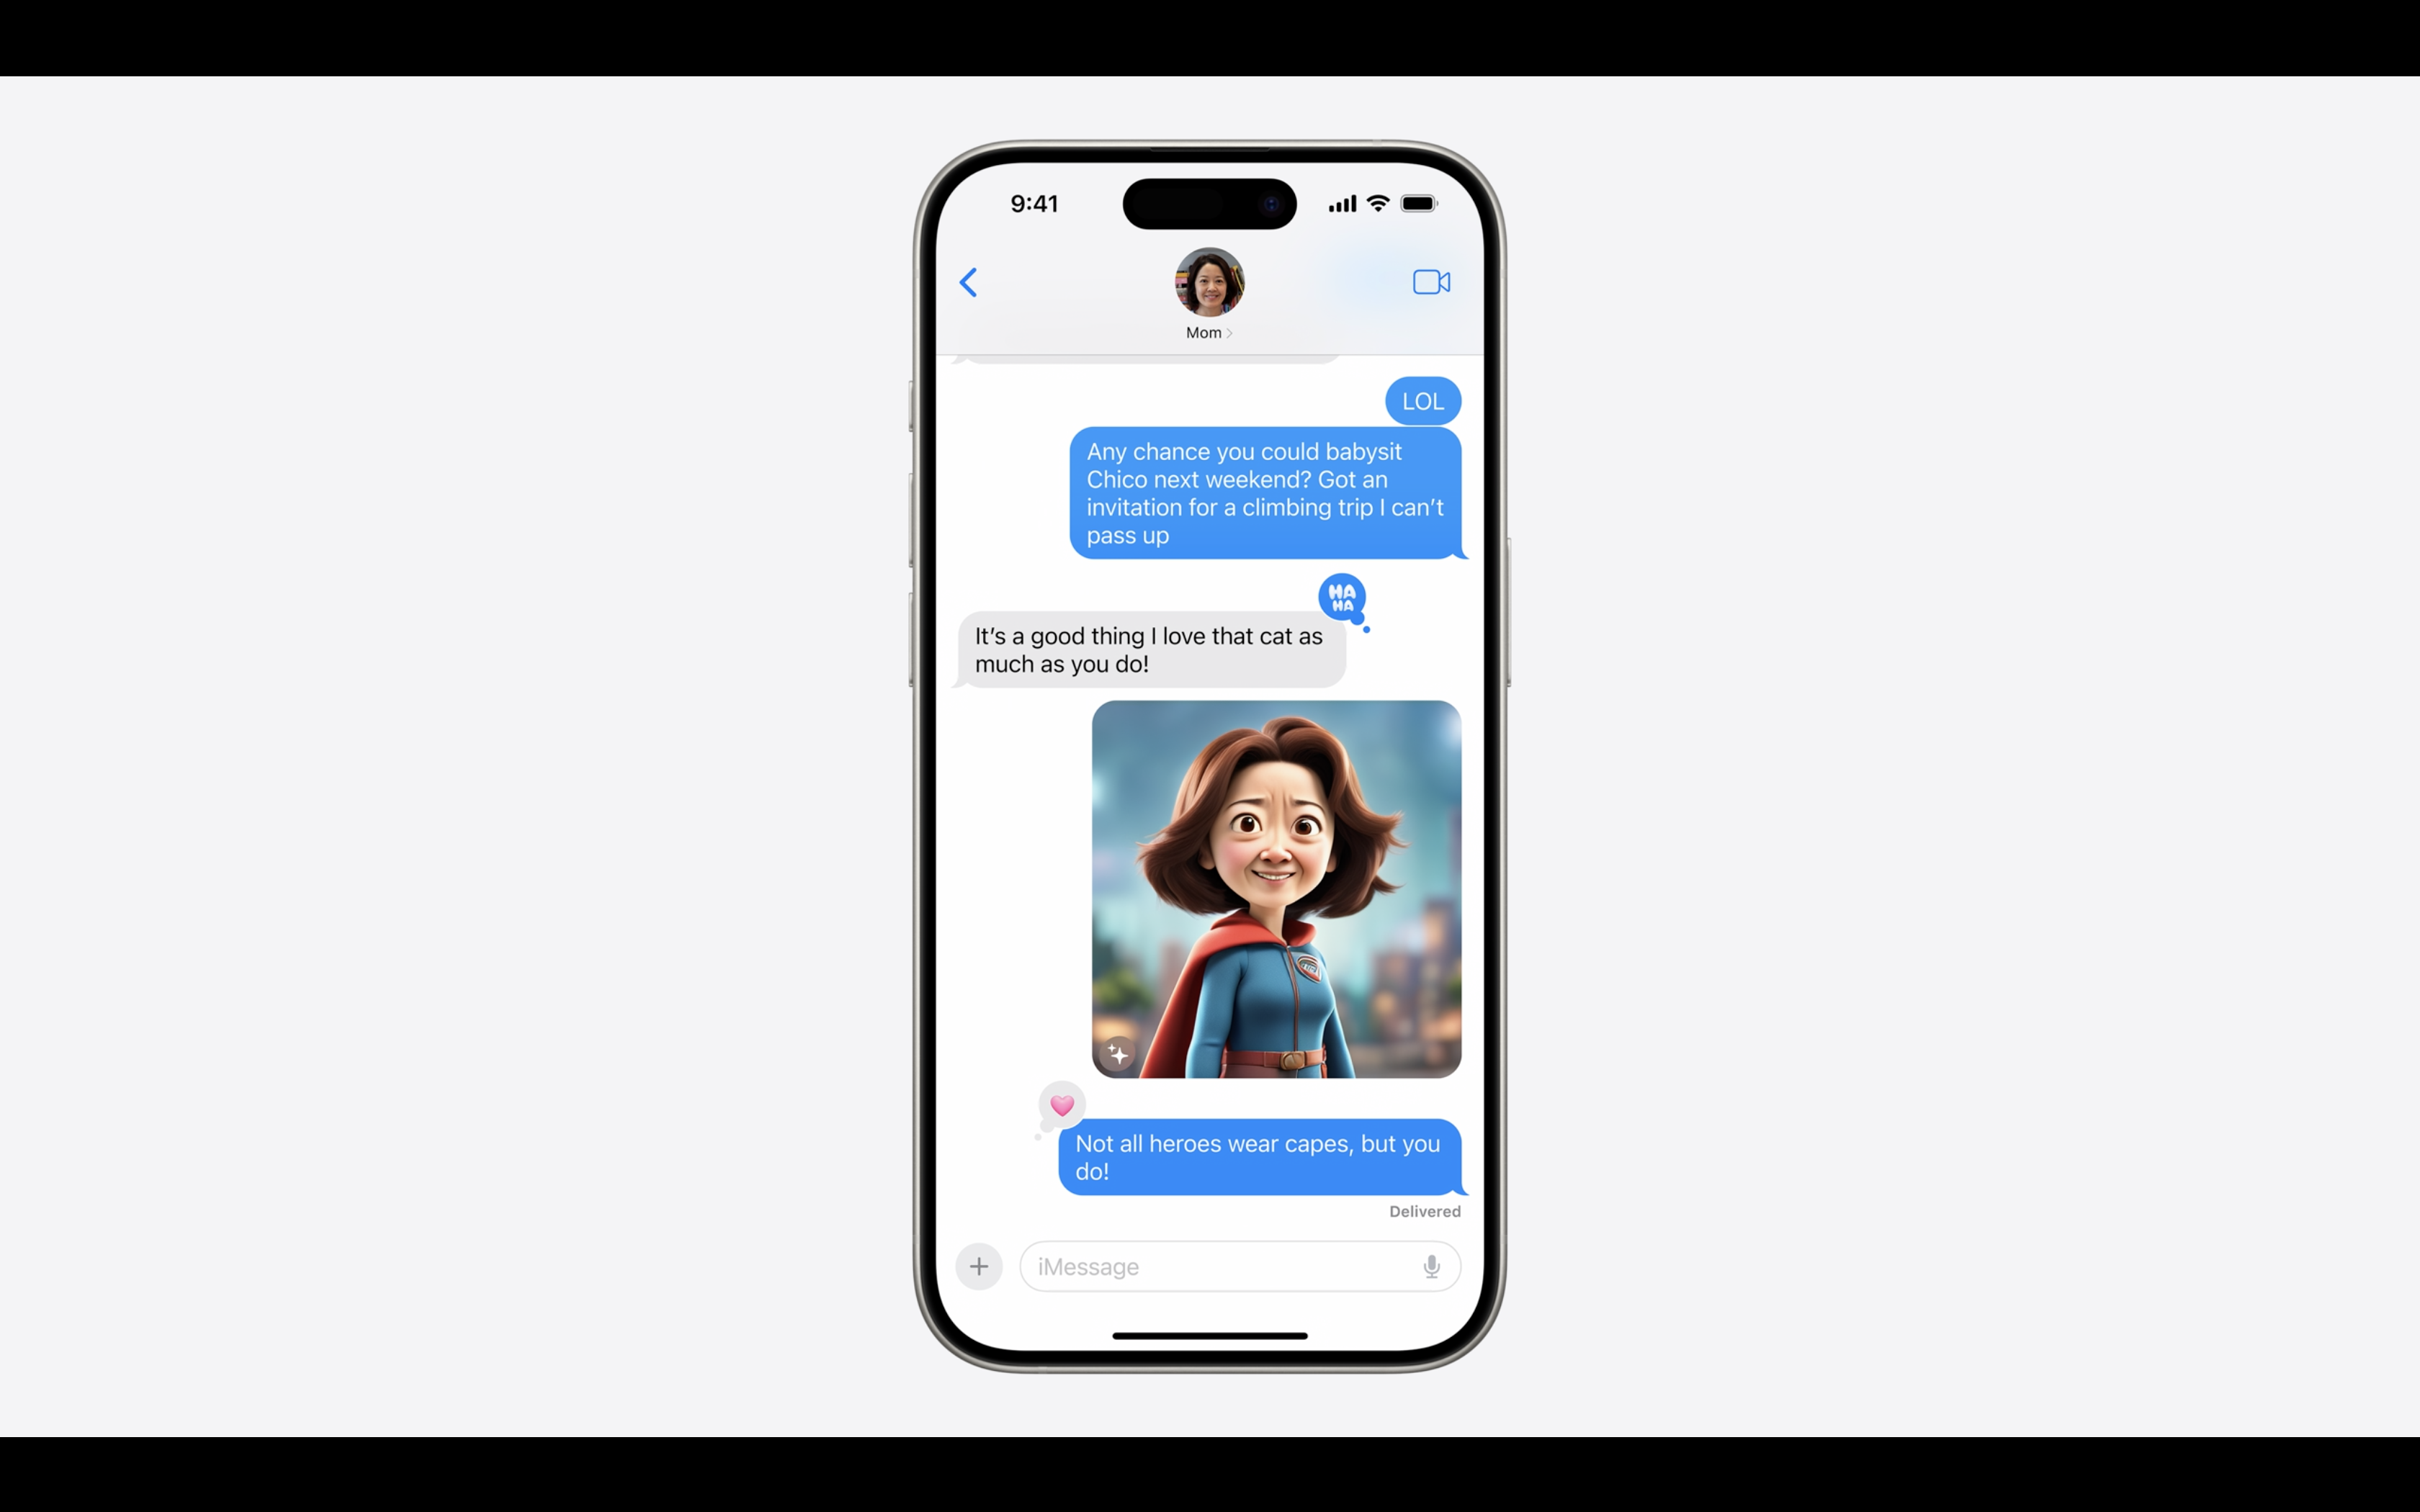 9:41
Mom
LOL
Any chance you could babysit
Chico next weekend? Got an
invitation for a climbing trip I can’t
pass up
HA
HA
It’s a good thing I love that cat as
much as you do!
Not all heroes wear capes, but you
do!
Delivered
iMessage